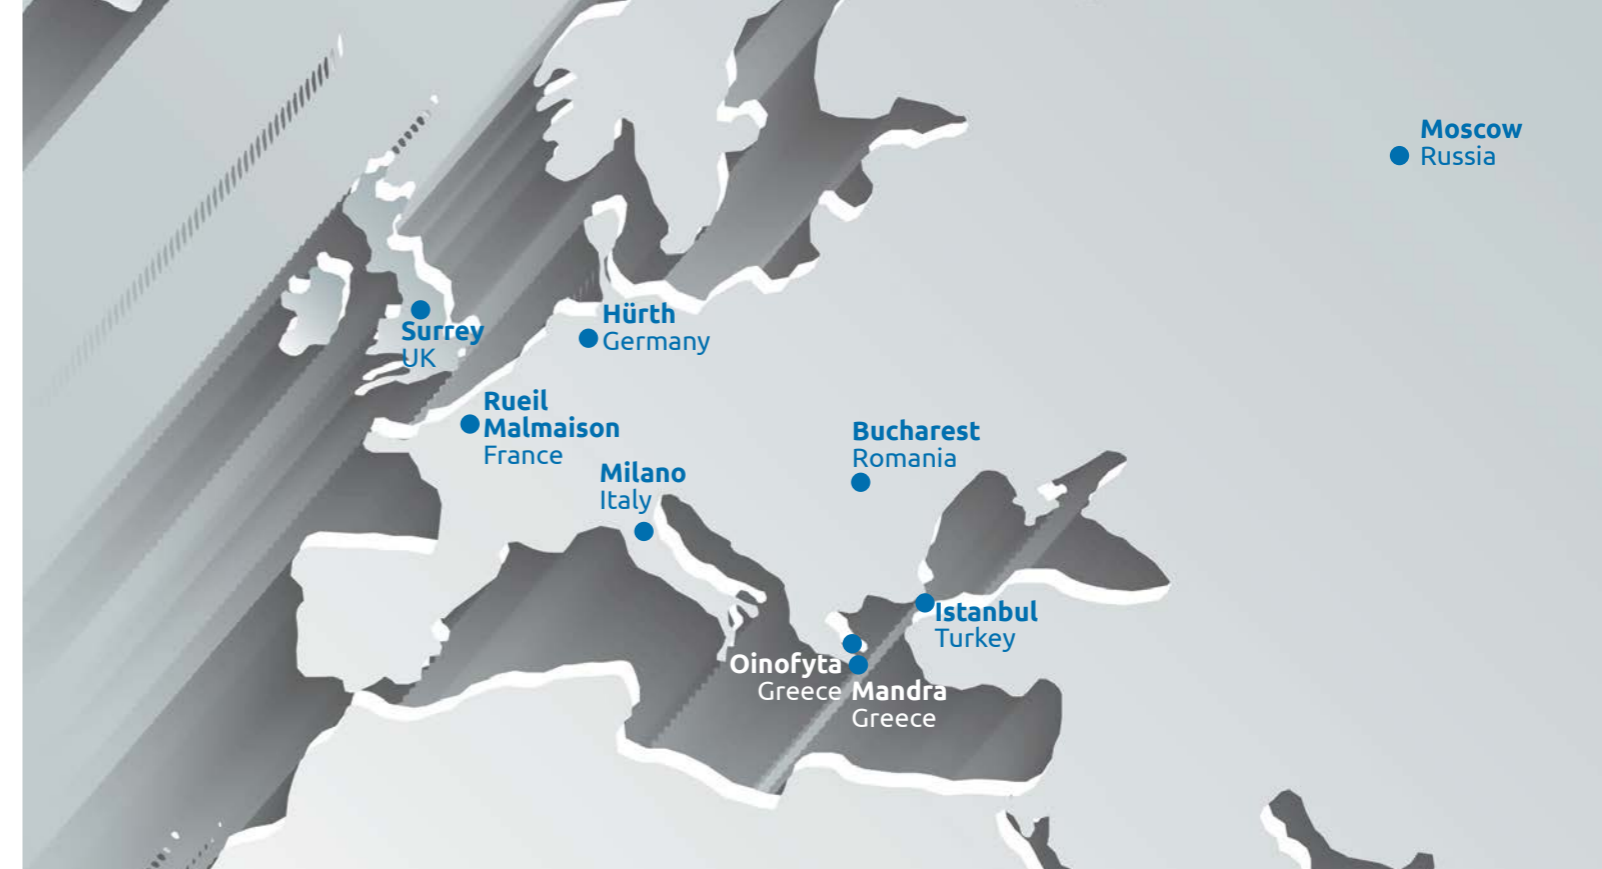 Moscow
Russia
Hürth
Germany
Surrey
UK
Rueil
Malmaison
France
Bucharest
Romania
Milano
Italy
Istanbul
Turkey
Oinofyta
Greece
Mandra
Greece